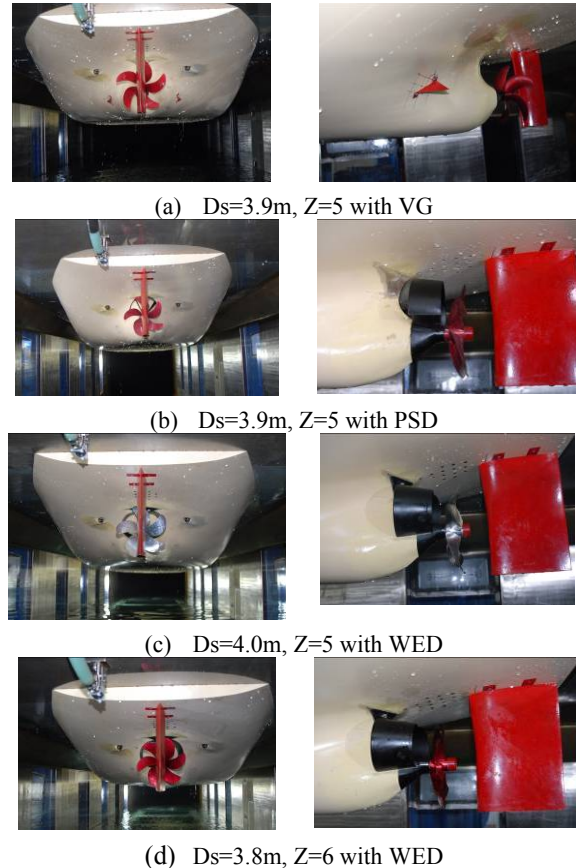 (a) Ds=3.9m, Z=5 with VG
(b) Ds=3.9m, Z=5 with PSD
(c) Ds=4.0m, Z=5 with WED
(d) Ds=3.8m, Z=6 with WED